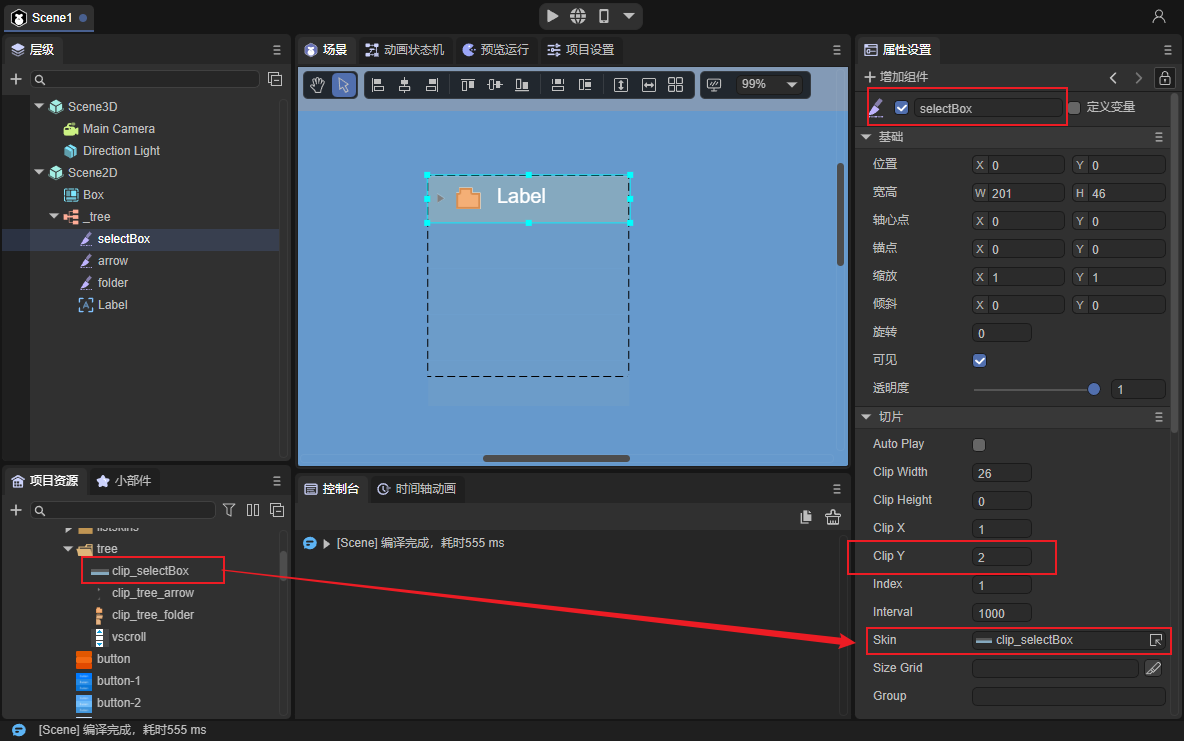 Scene1
层级
Scene3D
Main Camera
Direction Light
Scene2D
Box
_tree
selectBox
arrow
folder
Label
项目资源
小部件
listskins
tree
clip_selectBox
clip_tree_arrow
clip_tree_folder
vscroll
button
button-1
button-2
场景
动画状态机
预览运行
项目设置
99%
Label
控制台
时间轴动画
[Scene] 编译完成，耗时555 ms
属性设置
增加组件
selectBox 定义变量
基础
位置 X 0 Y 0
宽高 W 201 H 46
轴心点 X 0 Y 0
锚点 X 0 Y 0
缩放 X 1 Y 1
倾斜 X 0 Y 0
旋转 0
可见
透明度 1
切片
Auto Play
Clip Width 26
Clip Height 0
Clip X 1
Clip Y 2
Index 1
Interval 1000
Skin clip_selectBox
Size Grid
Group
[Scene] 编译完成，耗时555 ms